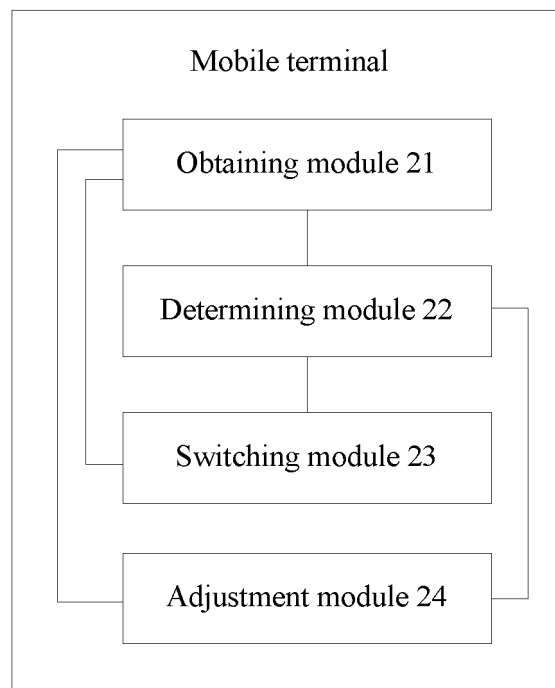 Mobile terminal
Obtaining module 21
Determining module 22
Switching module 23
Adjustment module 24